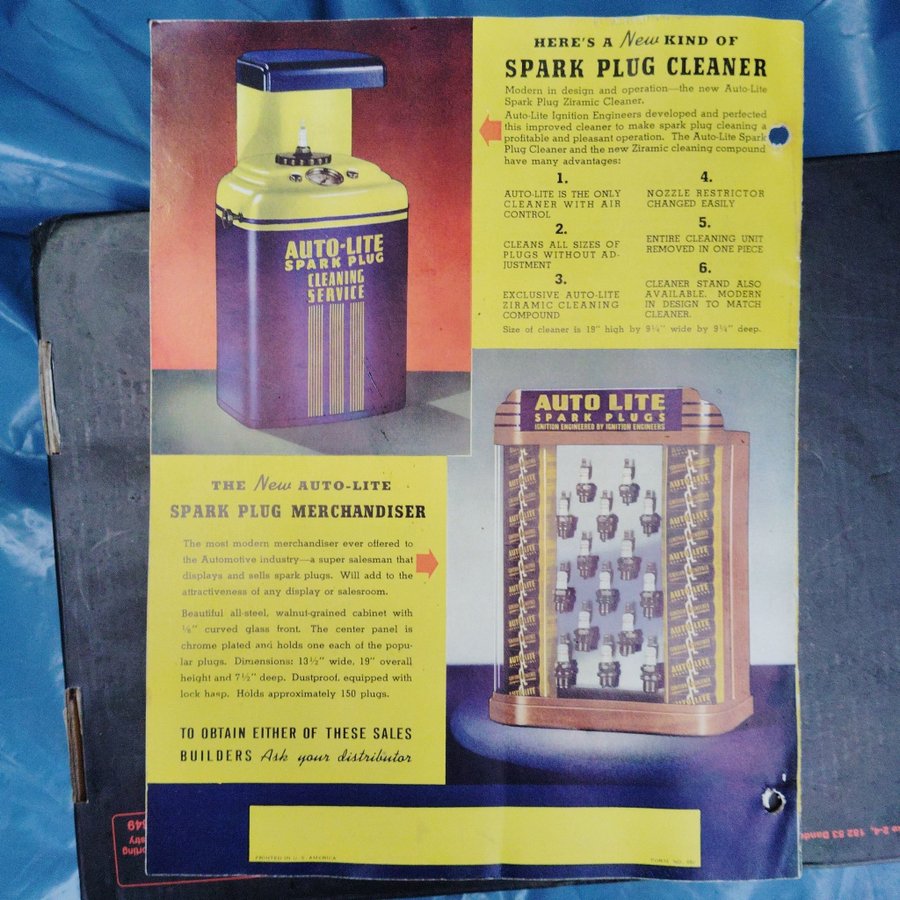 AUTO-LITE
SPARK PLUG
CLEANING
SERVICE
HERE'S A New KIND OF
SPARK PLUG CLEANER
Modern in design and operation—the new Auto-Lite
Spark Plug Ziramic Cleaner.
Auto-Lite Ignition Engineers developed and perfected
this improved cleaner to make spark plug cleaning a
profitable and pleasant operation. The Auto-Lite Spark
Plug Cleaner and the new Ziramic cleaning compound
have many advantages:
1.
AUTO-LITE IS THE ONLY
CLEANER WITH AIR
CONTROL
2.
CLEANS ALL SIZES OF
PLUGS WITHOUT AD-
JUSTMENT
3.
EXCLUSIVE AUTO-LITE
ZIRAMIC CLEANING
COMPOUND
4.
NOZZLE RESTRICTOR
CHANGED EASILY
5.
ENTIRE CLEANING UNIT
REMOVED IN ONE PIECE
6.
CLEANER STAND ALSO
AVAILABLE. MODERN
IN DESIGN TO MATCH
CLEANER.
Size of cleaner is 19" high by 9¼" wide by 9¼" deep.
THE New AUTO-LITE
SPARK PLUG MERCHANDISER
The most modern merchandiser ever offered to
the Automotive industry—a super salesman that
displays and sells spark plugs. Will add to the
attractiveness of any display or salesroom.
Beautiful all-steel, walnut-grained cabinet with
⅛" curved glass front. The center panel is
chrome plated and holds one each of the popu-
lar plugs. Dimensions: 13½" wide, 19" overall
height and 7½" deep. Dustproof, equipped with
lock hasp. Holds approximately 150 plugs.
TO OBTAIN EITHER OF THESE SALES
BUILDERS Ask your distributor
AUTO LITE
SPARK PLUGS
IGNITION ENGINEERED BY IGNITION ENGINEERS
AUTO-LITE
AUTO-LITE
PRINTED IN U. S. AMERICA
FORM NO.